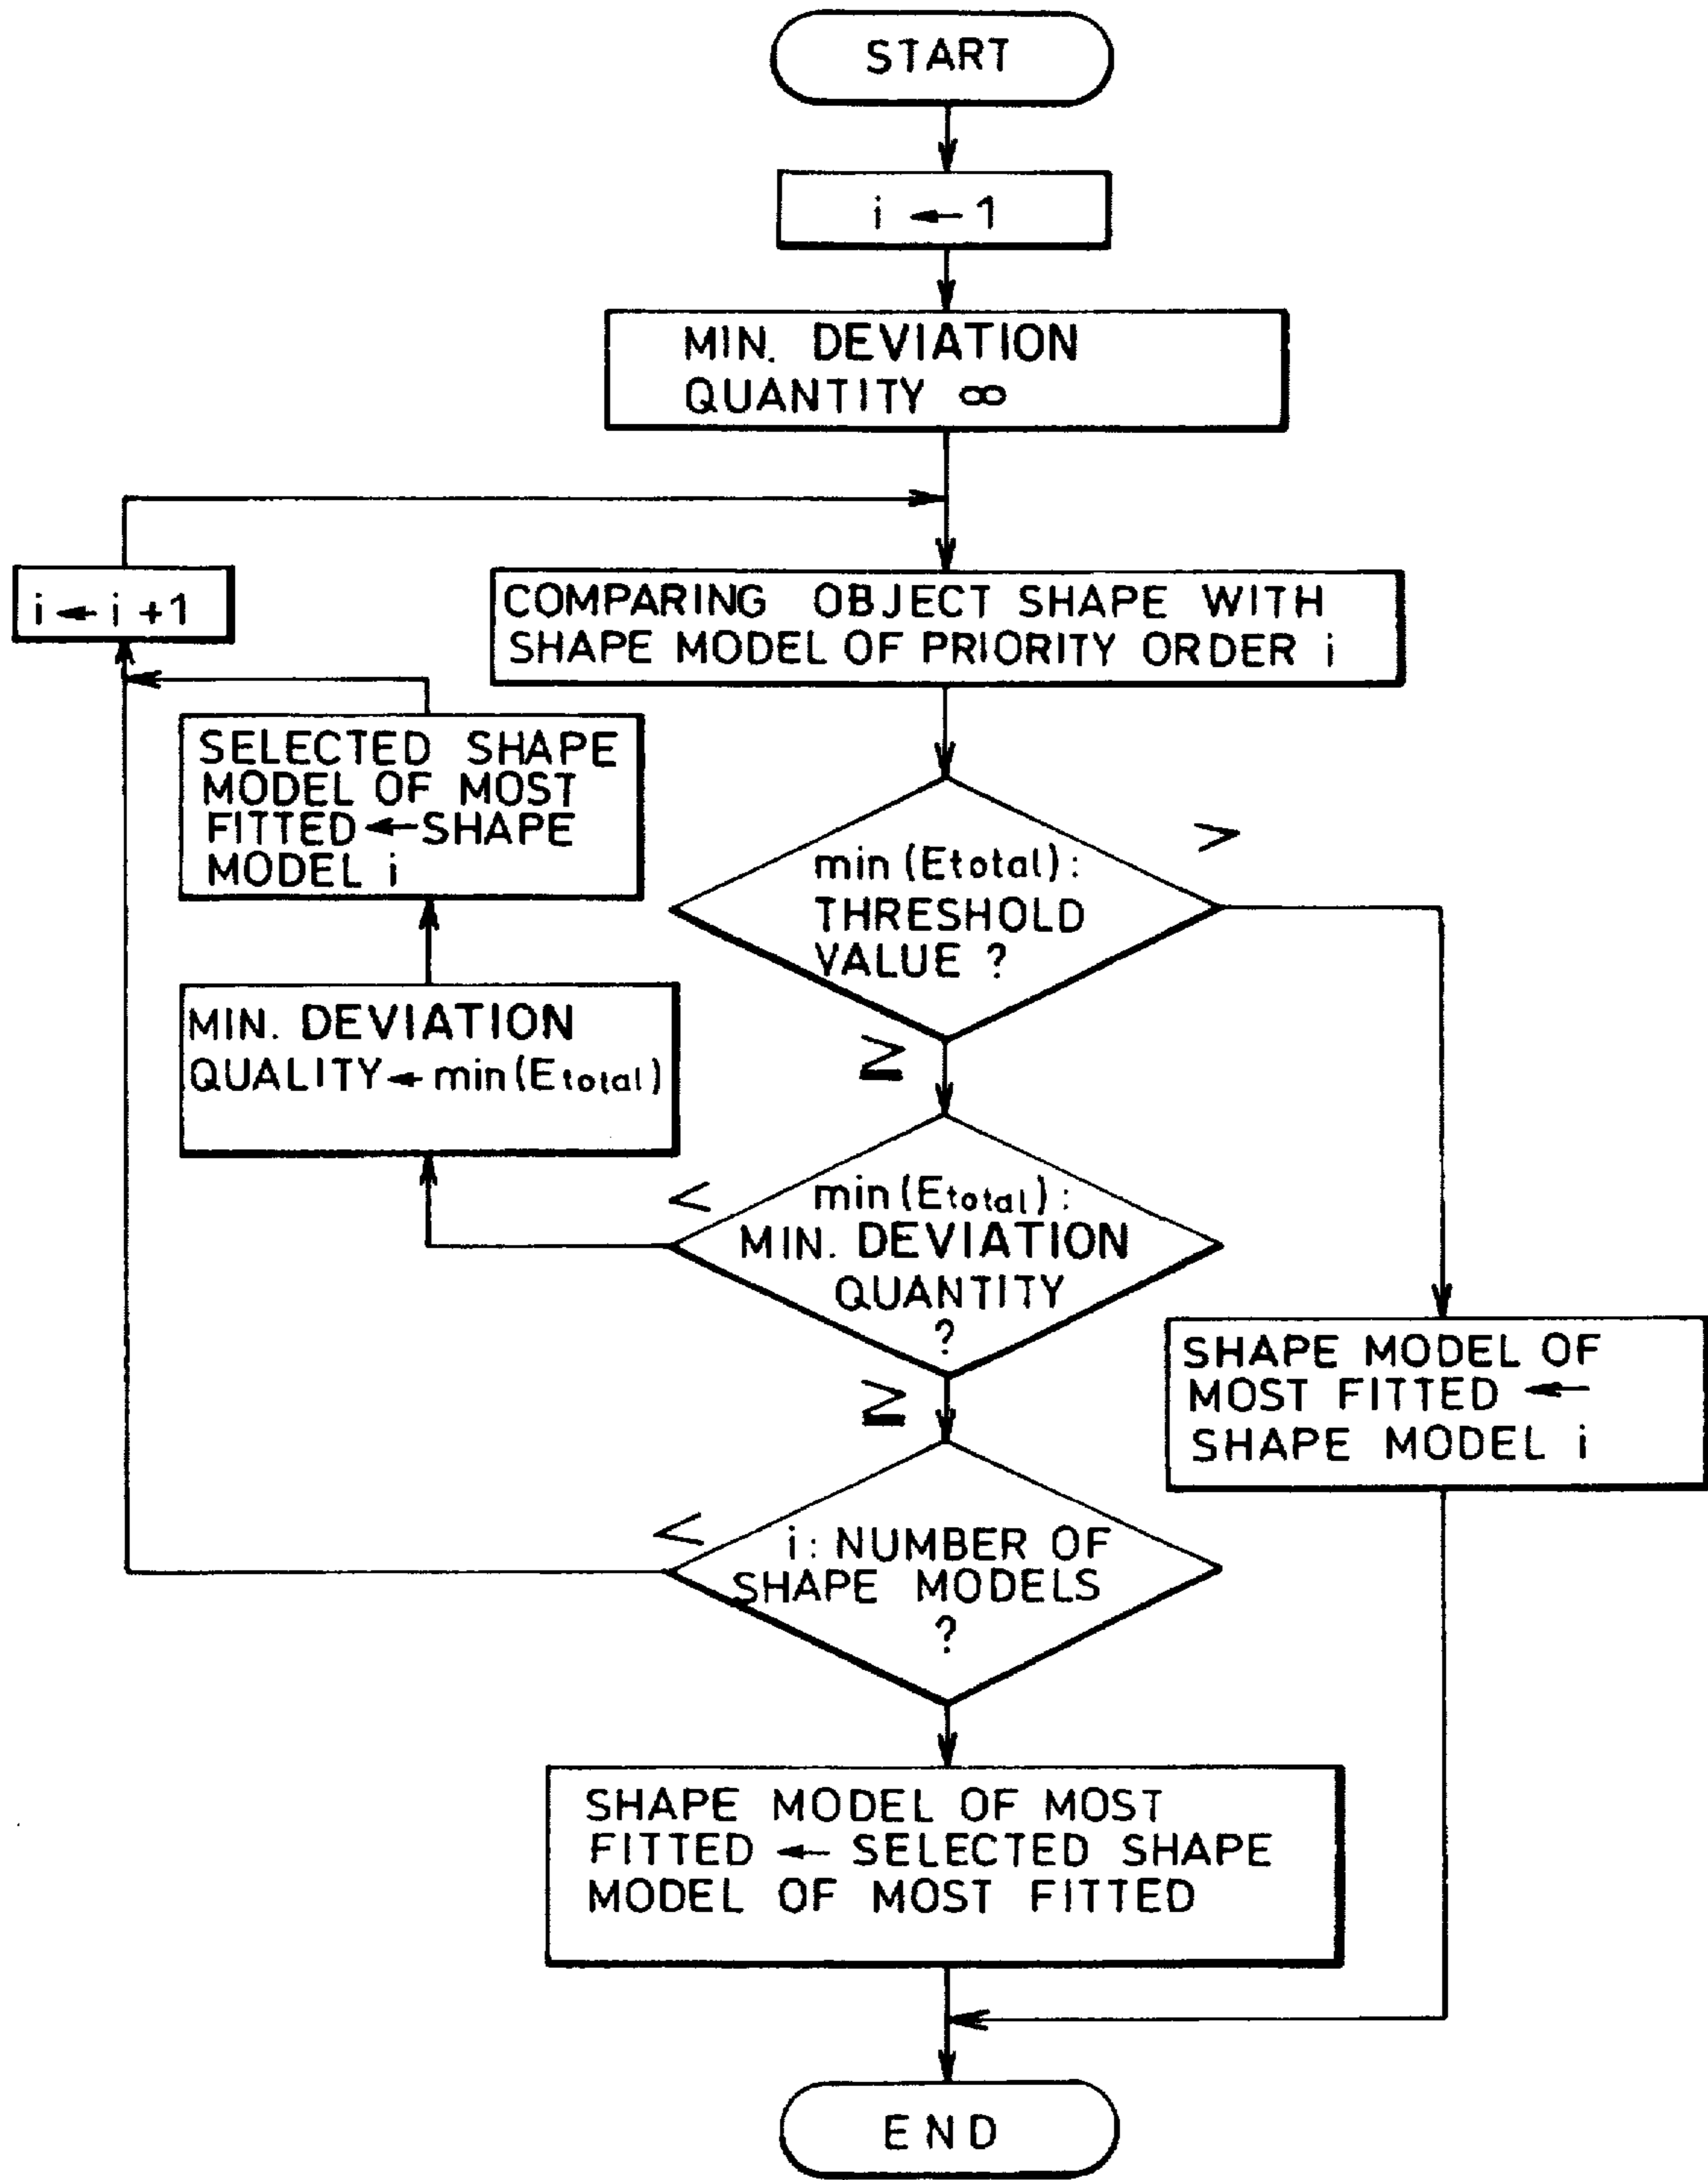 START
i ← 1
MIN. DEVIATION
QUANTITY ∞
i ← i +1
COMPARING OBJECT SHAPE WITH
SHAPE MODEL OF PRIORITY ORDER i
SELECTED SHAPE
MODEL OF MOST
FITTED ← SHAPE
MODEL i
>
min (Etotal) :
THRESHOLD
VALUE ?
MIN. DEVIATION
QUALITY ← min (Etotal)
≧
<
min (Etotal) :
MIN. DEVIATION
QUANTITY
?
SHAPE MODEL OF
MOST FITTED ←
SHAPE MODEL i
≧
<
i : NUMBER OF
SHAPE MODELS
?
SHAPE MODEL OF MOST
FITTED ← SELECTED SHAPE
MODEL OF MOST FITTED
END